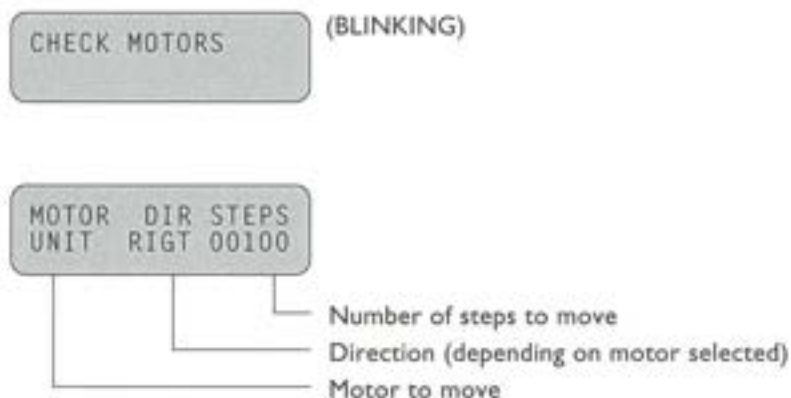 CHECK MOTORS
(BLINKING)
MOTOR DIR STEPS
UNIT RIGT 00100
Number of steps to move
Direction (depending on motor selected)
Motor to move